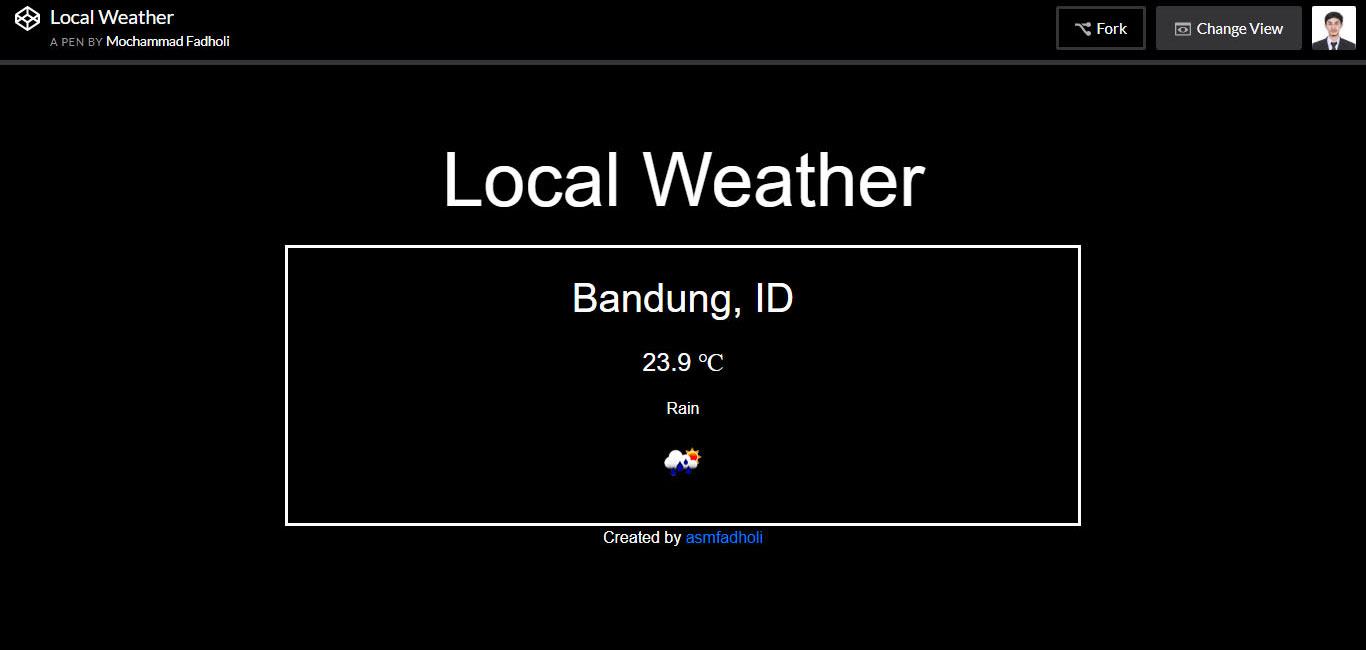 Local Weather
A PEN BY Mochammad Fadholi
Fork
Change View
Local Weather
Bandung, ID
23.9 ℃
Rain
Created by asmfadholi